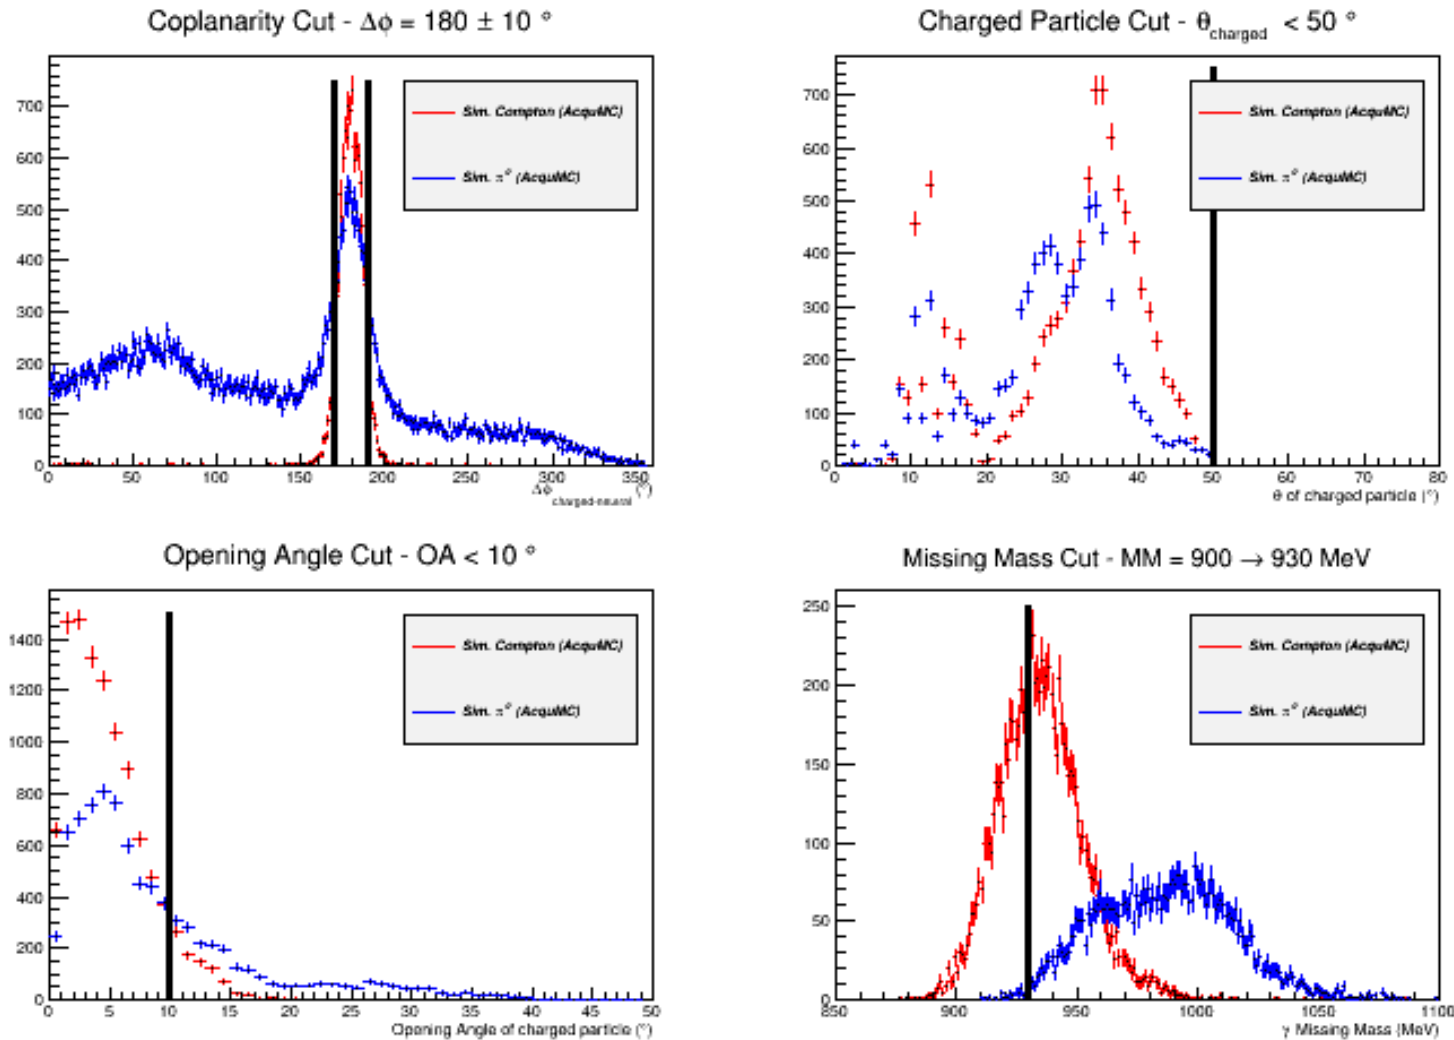 Coplanarity Cut - Δϕ = 180 ± 10 °
700
600
500
400
300
200
100
0
0 50 100 150 200 250 300 350
Δϕ charged-neutral (°)
Sim. Compton (AcquMC)
Sim. π⁰ (AcquMC)
Charged Particle Cut - θcharged < 50 °
700
600
500
400
300
200
100
0
0 10 20 30 40 50 60 70 80
θ of charged particle (°)
Sim. Compton (AcquMC)
Sim. π⁰ (AcquMC)
Opening Angle Cut - OA < 10 °
1400
1200
1000
800
600
400
200
0
0 5 10 15 20 25 30 35 40 45 50
Opening Angle of charged particle (°)
Sim. Compton (AcquMC)
Sim. π⁰ (AcquMC)
Missing Mass Cut - MM = 900 → 930 MeV
250
200
150
100
50
0
850 900 950 1000 1050 1100
γ Missing Mass (MeV)
Sim. Compton (AcquMC)
Sim. π⁰ (AcquMC)